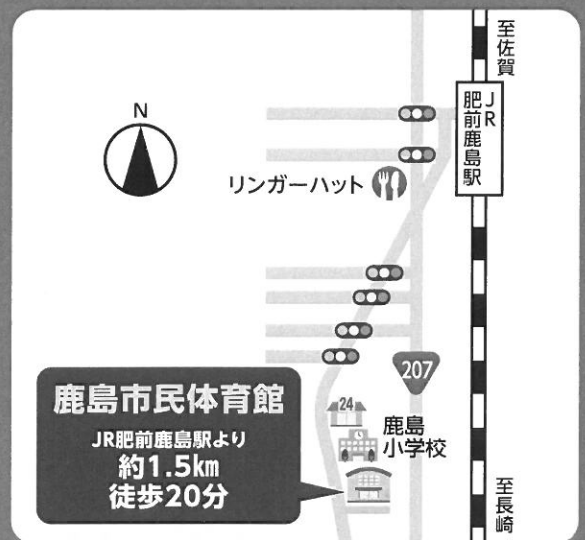 至佐賀
JR
肥前鹿島駅
N
リンガーハット
207
鹿島市民体育館
JR肥前鹿島駅より
約1.5km
徒歩20分
24
鹿島
小学校
至長崎